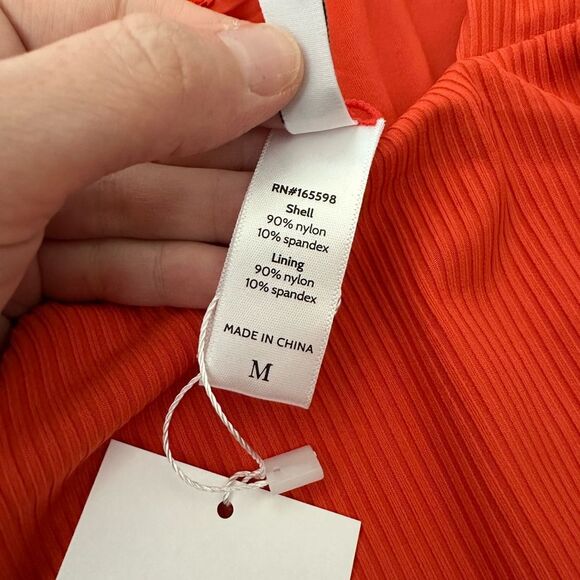 RN#165598
Shell
90% nylon
10% spandex
Lining
90% nylon
10% spandex
MADE IN CHINA
M